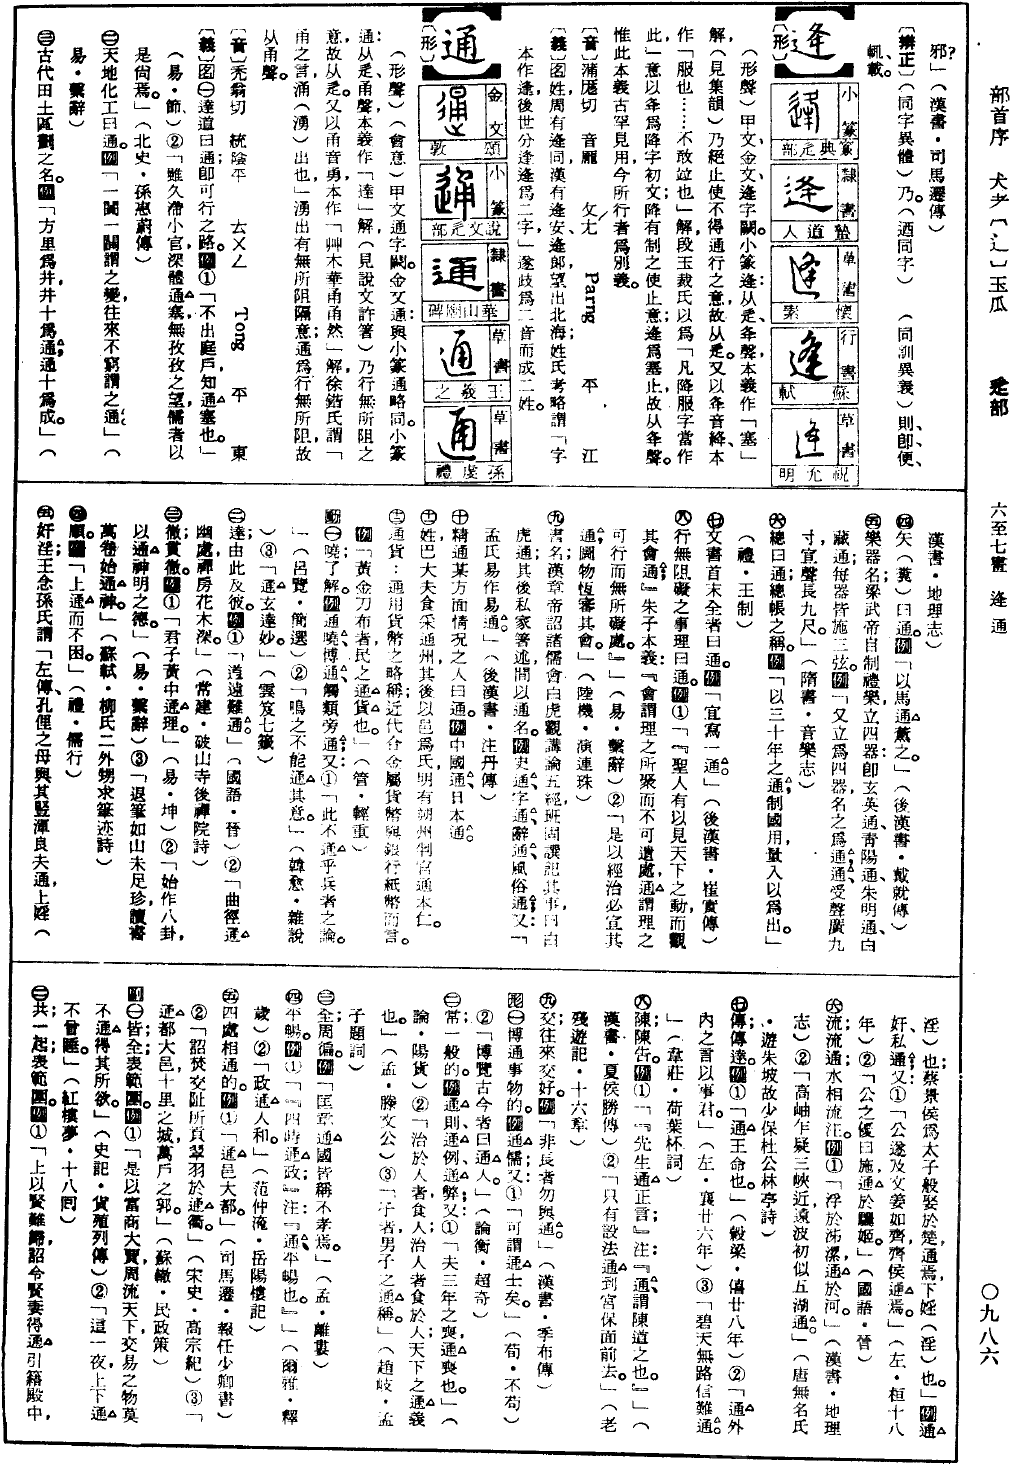 部首序 犬歺(辶)玉瓜 辵部 六至七畫 逢通 〇九八六
邪」(漢書・司馬遷傳)
〔辨正〕(同字異體)乃。(迺同字) (同訓異義)則、卽、便、
輒、載。
【逢】
〔形〕
小篆 篆典辵部
隸書 蟄道人
草書 懷素
行書 蘇軾
草書 祝允明
(形聲)甲文、金文逢字闕。小篆逢:从辵、夆聲,本義作「塞」
解(見集韻)乃絕止使不得通行之意,故从辵。又以夆音絳,本
作「服也……不敢竝也」解,段玉裁氏以爲「凡降服字當作
此」意以夆爲降字初文,降有制之使止意;逢爲塞止,故从夆聲。
惟此本義古罕見用,今所行者爲別義。
〔音〕蒲龐切 音龐 ㄆㄤˊ Parng 平 江
〔義〕名姓:周有逢同,漢有逢安、逢郎,望出北海,姓氏考略謂「字
本作逄,後世分逢逄爲二字」遂歧爲二音而成二姓。
【通】
〔形〕
金文 頌敦
小篆 說文辵部
隸書 華山廟碑
草書 王羲之
草書 孫虔禮
(形聲)(會意)甲文通字闕。金文通與小篆通略同。小篆
通:从辵甬聲,本義作「達」解(見說文許箸)乃行無所阻之
意,故从辵。又以甬音勇,本作「艸木華甬甬然」解,徐鍇氏謂「
甬之言涌(湧)出也」湧出有無所阻隔意;通爲行無所阻,故
从甬聲。
〔音〕禿翁切 統陰平 ㄊㄨㄥ Tong 平 東
〔義〕名㊀達道曰通;卽可行之路。例①「不出庭戶,知通塞也。」
(易・節)②「雖久滯小官,深體通塞,無孜孜之望,儒者以
是尙焉。」(北史・孫惠蔚傳)
㊁天地化工曰通。例「一闔一闢謂之變,往來不窮謂之通。」(
易・繫辭)
㊂古代田土區劃之名。例「方里爲井,井十爲通,通十爲成。」(
漢書・地理志)
㊃矢(糞)曰通。例「以馬通薰之。」(後漢書・戴就傳)
㊄樂器名:梁武帝自制禮樂,立四器:卽玄英通、靑陽通、朱明通、白
藏通;每器皆施三弦。例「又立爲四器,名之爲通;通受聲廣九
寸,宜聲長九尺。」(隋書・音樂志)
㊅總曰通;總帳之稱。例「以三十年之通制國用,量入以爲出。」
(禮・王制)
㊆文書首末全者曰通。例「宜寫一通。」(後漢書・崔寔傳)
㊇行無阻礙之事理曰通。例①「『聖人有以見天下之動,而觀
其會通』朱子本義:『會謂理之所聚而不可遺處,通謂理之
可行而無所礙處。』」(易・繫辭)②「是以經治必宣其
通,圖物恆審其會。」(陸機・演連珠)
㊈書名:漢章帝詔諸儒會白虎觀,講論五經,班固撰記其事曰白
虎通;其後私家箸述閒以通名。例史通、字通、辭通、風俗通;又:「
孟氏易作易通」(後漢書・注丹傳)
㊉精通某方面情況之人曰通。例中國通、日本通。
㊉㊀姓:巴大夫食采通州,其後以邑爲氏,明有朝州判官通木仁。
㊉㊁通貨:通用貨幣之略稱;近代合金屬貨幣與銀行紙幣而言。
例「黃金刀布者,民之通貨也。」(管・輕重)
動㊀曉;了解。例通曉、博通、觸類旁通;又:①「此不通乎兵者之論。
」(呂覽・簡選)②「鳴之不能通其意。」(韓愈・雜說
)③「通玄達妙。」(雲笈七籤)
㊁達;由此及彼。例①「道遠難通。」(國語・晉)②「曲徑通
幽處,禪房花木深。」(常建・破山寺後禪院詩)
㊂徹;貫徹。例①「君子黃中通理。」(易・坤)②「始作八卦,
以通神明之德。」(易・繫辭)③「退筆如山未足珍,讀書
萬卷始通神。」(蘇軾・柳氏二外甥求筆迹詩)
㊃順。例「上通而不困。」(禮・儒行)
㊄奸淫:王念孫氏謂「左傳:孔俚之母與其豎渾良夫通,上婬(
淫)也;蔡景侯爲太子般娶於楚,通焉,下婬(淫)也。」例通
奸、私通;又:①「公遂及文姜如齊,齊侯通焉。」(左・桓十八
年)②「公之優曰施,通於驪姬。」(國語・晉)
㊅流;流通;水相流注。例①「浮於沛漯,通於河。」(漢書・地理
志)②「高岫乍疑三峽近,遠波初似五湖通。」(唐無名氏
・遊朱坡故少保杜公林亭詩)
㊆傳;傳達。例①「通王命也。」(穀梁・僖廿八年)②「通外
內之言以事君。」(左・襄廿六年)③「碧天無路信難通。
」(韋莊・荷葉杯詞)
㊇陳;陳吿。例①「『先生通正言』注『通謂陳道之也。』」(
漢書・夏侯勝傳)②「只有設法通到宮保面前去。」(老
殘遊記・十六章)
㊈交往來;交好。例「非長者勿與通。」(漢書・季布傳)
形㊀博通事物的。例通儒;又:①「可謂通士矣。」(荀・不苟)
②「博覽古今者曰通人。」(論衡・超奇)
㊁常;一般的。例通則、通例、通弊;又:①「夫三年之喪,通喪也。」(
論・陽貨)②「治於人者食人,治人者食於人;天下之通義
也。」(孟・滕文公)③「子者,男子之通稱。」(趙岐・孟
子題詞)
㊂全;周徧。例「匡章,通國皆稱不孝焉。」(孟・離婁)
㊃平暢。例①「『四時通政』注:『通,平暢也。』」(爾雅・釋
歲)②「政通人和。」(范仲淹・岳陽樓記)
㊄四處相通的。例①「通邑大都。」(司馬遷・報任少卿書)
②「詔焚交阯所貢翠羽於通衢。」(宋史・高宗紀)③「
通都大邑,十里之城,萬戶之郭。」(蘇轍・民政策)
副㊀皆;全;表範圍。例①「是以富商大賈周流天下,交易之物,莫
不通得其所欲。」(史記・貨殖列傳)②「這一夜上下通
不曾睡。」(紅樓夢・十八囘)
㊁共;一起;表範圍。例①「上以賢難歸,詔令賢妻得通引籍殿中,